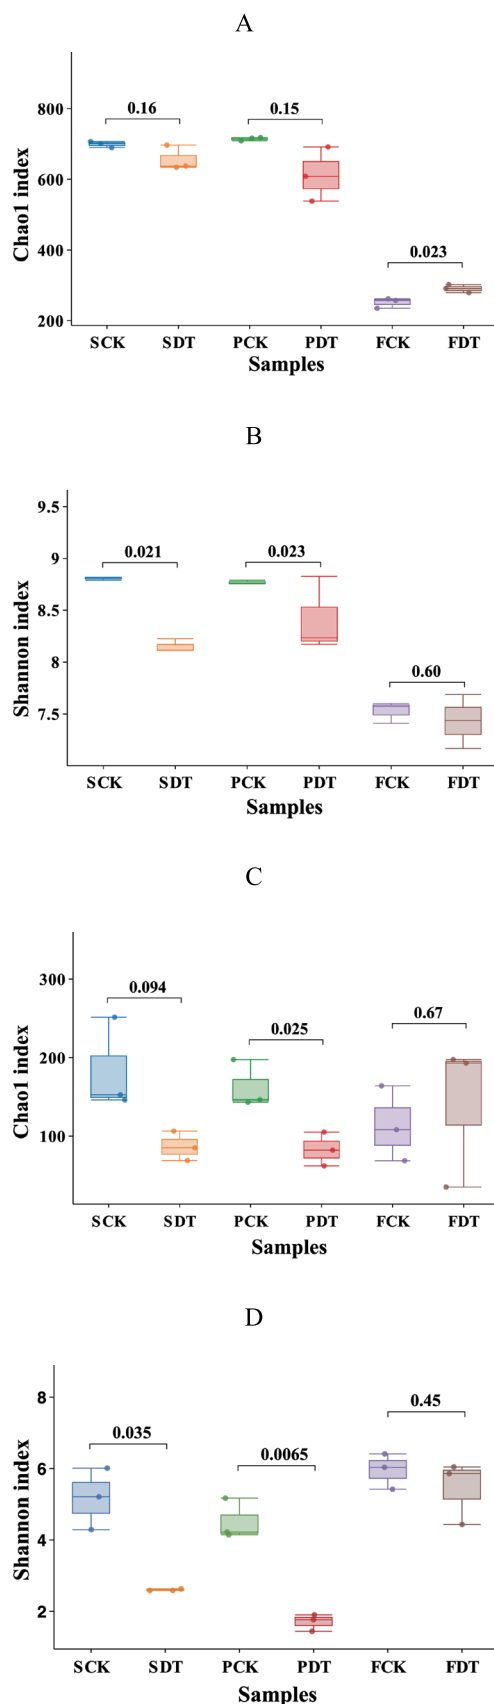 A
Chao1 index
800
600
400
200
0.16
0.15
0.023
SCK SDT PCK PDT FCK FDT
Samples
B
Shannon index
9.5
9
8.5
8
7.5
0.021
0.023
0.60
SCK SDT PCK PDT FCK FDT
Samples
C
Chao1 index
300
200
100
0.094
0.025
0.67
SCK SDT PCK PDT FCK FDT
Samples
D
Shannon index
8
6
4
2
0.035
0.0065
0.45
SCK SDT PCK PDT FCK FDT
Samples